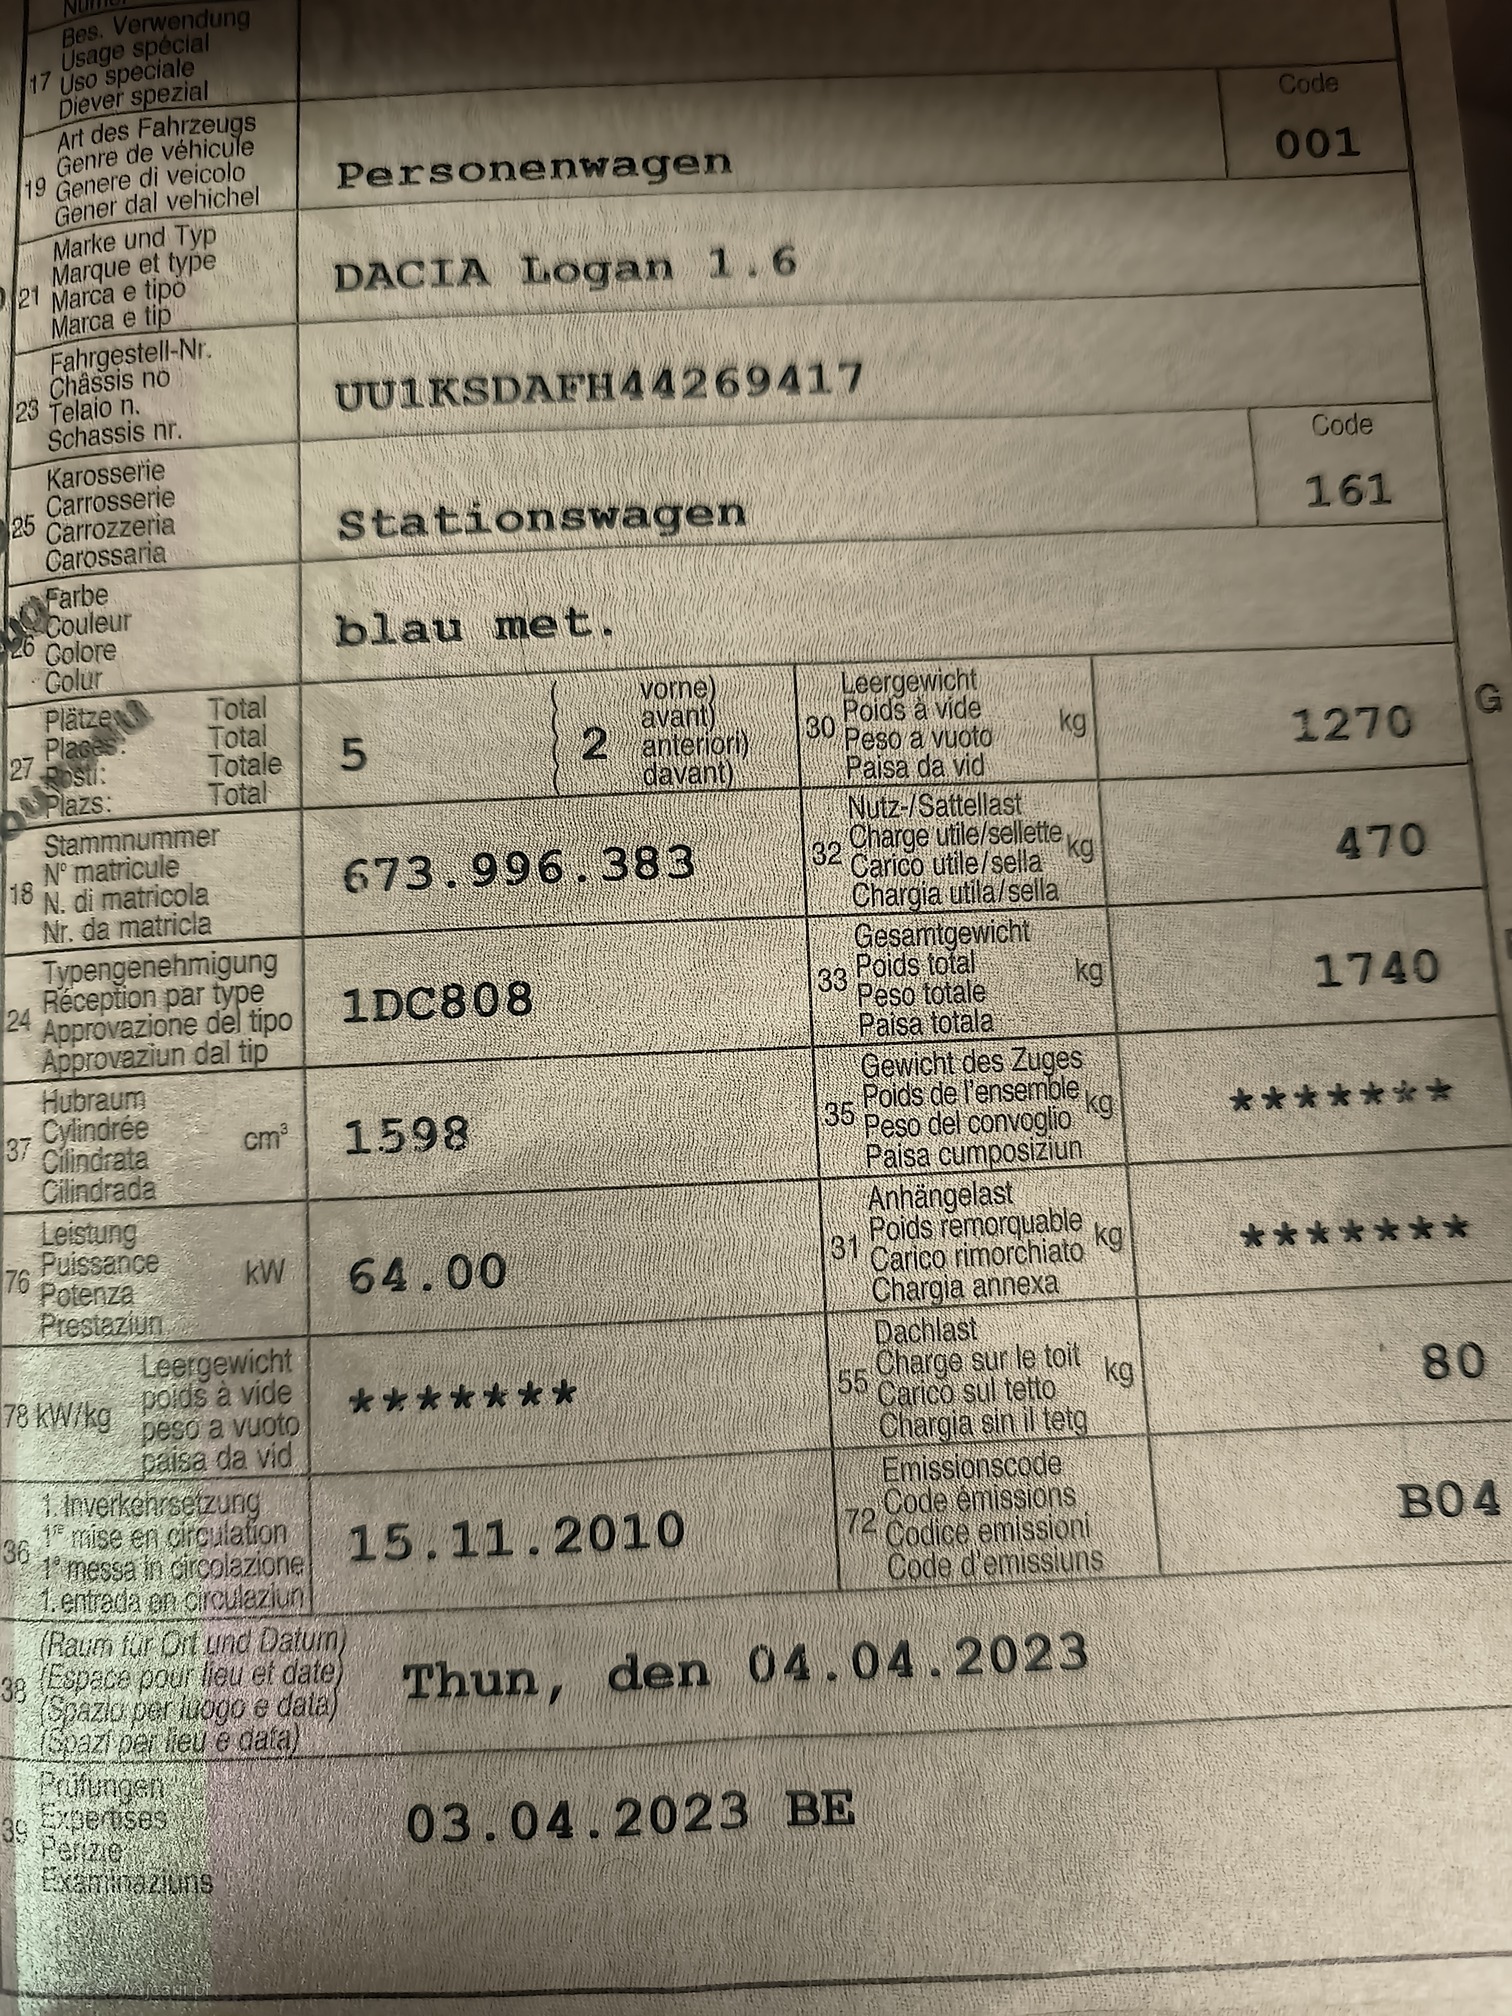 Bes. Verwendung
Usage spécial
17 Uso speciale
Diever spezial
Code
Art des Fahrzeugs
Genre de véhicule
19 Genere di veicolo
Gener dal vehichel
Personenwagen
001
Marke und Typ
Marque et type
21 Marca e tipo
Marca e tip
DACIA Logan 1.6
Fahrgestell-Nr.
Châssis no
23 Telaio n.
Schassis nr.
UU1KSDAFH44269417
Code
Karosserie
Carrosserie
25 Carrozzeria
Carossaria
Stationswagen
161
Farbe
Couleur
26 Colore
Colur
blau met.
Plätze Total
Places: Total
27 Posti: Totale
Plazs: Total
5
2
vorne)
avant)
anteriori)
davant)
Leergewicht
Poids à vide
30 Peso a vuoto kg
Paisa da vid
1270
G
Stammnummer
N° matricule
18 N. di matricola
Nr. da matricla
673.996.383
Nutz-/Sattellast
Charge utile/sellette
32 Carico utile/sella kg
Chargia utila/sella
470
Typengenehmigung
Réception par type
24 Approvazione del tipo
Approvaziun dal tip
1DC808
Gesamtgewicht
33 Poids total kg
Peso totale
Paisa totala
1740
Hubraum
Cylindrée
37 Cilindrata cm³
Cilindrada
1598
Gewicht des Zuges
Poids de l'ensemble
35 Peso del convoglio kg
Paisa cumposiziun
*******
Leistung
Puissance
76 Potenza kW
Prestaziun
64.00
Anhängelast
Poids remorquable
31 Carico rimorchiato kg
Chargia annexa
*******
Leergewicht
poids à vide
78 kW/kg peso a vuoto
paisa da vid
*******
Dachlast
Charge sur le toit
55 Carico sul tetto kg
Chargia sin il tetg
80
1. Inverkehrsetzung
1re mise en circulation
36 1a messa in circolazione
1. entrada en circulaziun
15.11.2010
Emissionscode
Code émissions
72 Codice emissioni
Code d'emissiuns
B04
(Raum für Ort und Datum)
(Espace pour lieu et date)
38 (Spazio per luogo e data)
(Spazi per lieu e data)
Thun, den 04.04.2023
Prüfungen
39 Expertises
Perizie
Examinaziuns
03.04.2023 BE